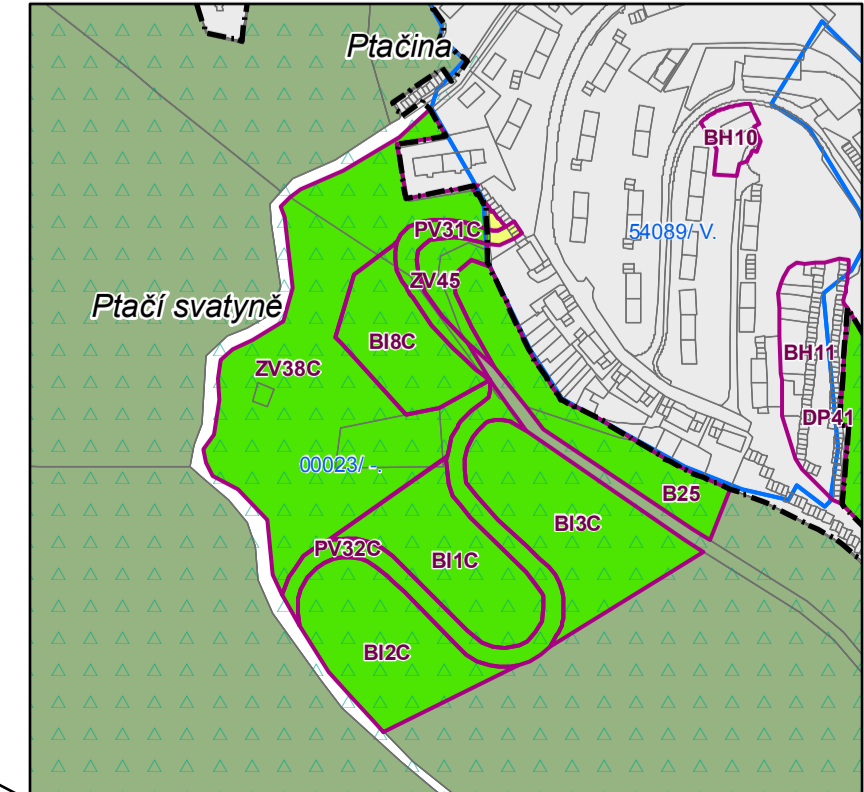 Ptačina
BH10
PV31C
54089/ V.
ZV45
Ptačí svatyně
BI8C
BH11
ZV38C
DP41
00023/ -.
B25
BI3C
PV32C
BI1C
BI2C